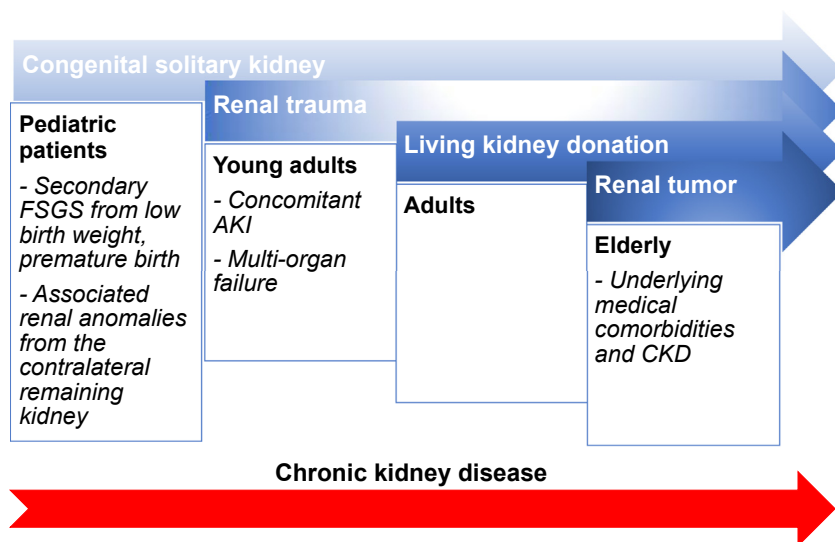 Congenital solitary kidney
Pediatric
patients
- Secondary
FSGS from low
birth weight,
premature birth
- Associated
renal anomalies
from the
contralateral
remaining
kidney
Renal trauma
Young adults
- Concomitant
AKI
- Multi-organ
failure
Living kidney donation
Adults
Renal tumor
Elderly
- Underlying
medical
comorbidities
and CKD
Chronic kidney disease